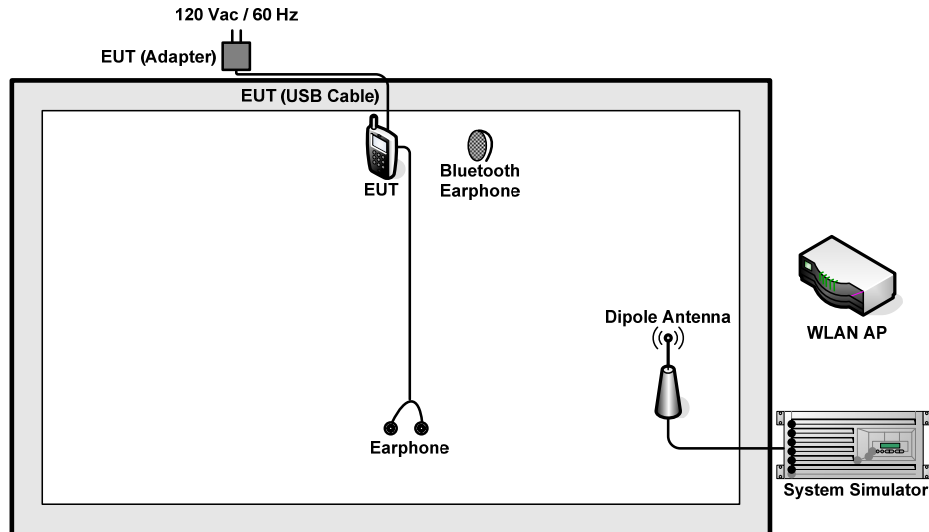 120 Vac / 60 Hz
EUT (Adapter)
EUT (USB Cable)
EUT
Bluetooth
Earphone
Dipole Antenna
WLAN AP
Earphone
System Simulator